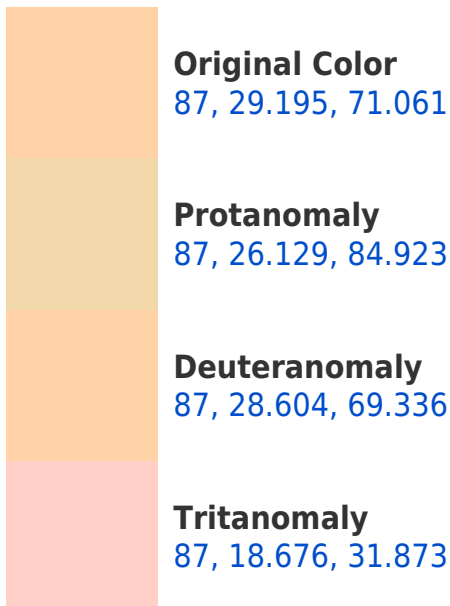 Original Color
87, 29.195, 71.061
Protanomaly
87, 26.129, 84.923
Deuteranomaly
87, 28.604, 69.336
Tritanomaly
87, 18.676, 31.873